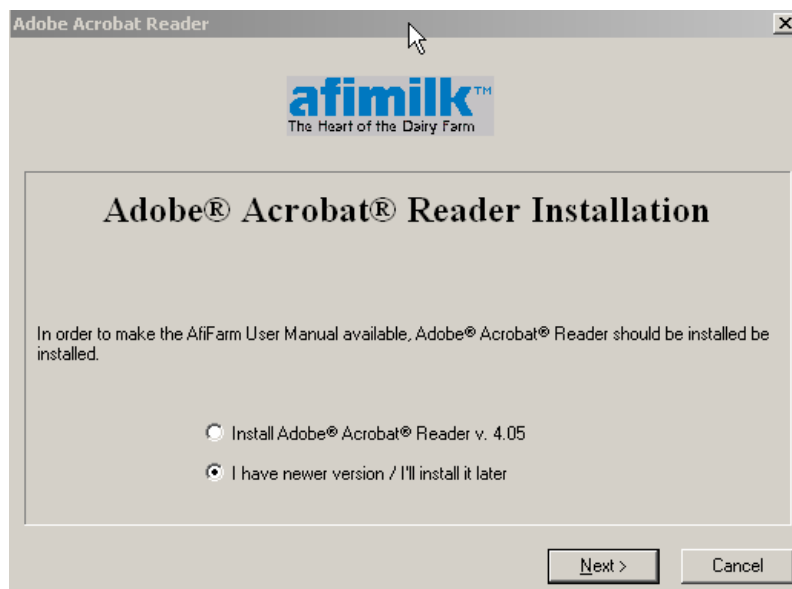 Adobe Acrobat Reader
afimilk™
The Heart of the Dairy Farm
Adobe® Acrobat® Reader Installation
In order to make the AfiFarm User Manual available, Adobe® Acrobat® Reader should be installed be
installed.
Install Adobe® Acrobat® Reader v. 4.05
I have newer version / I'll install it later
Next > Cancel